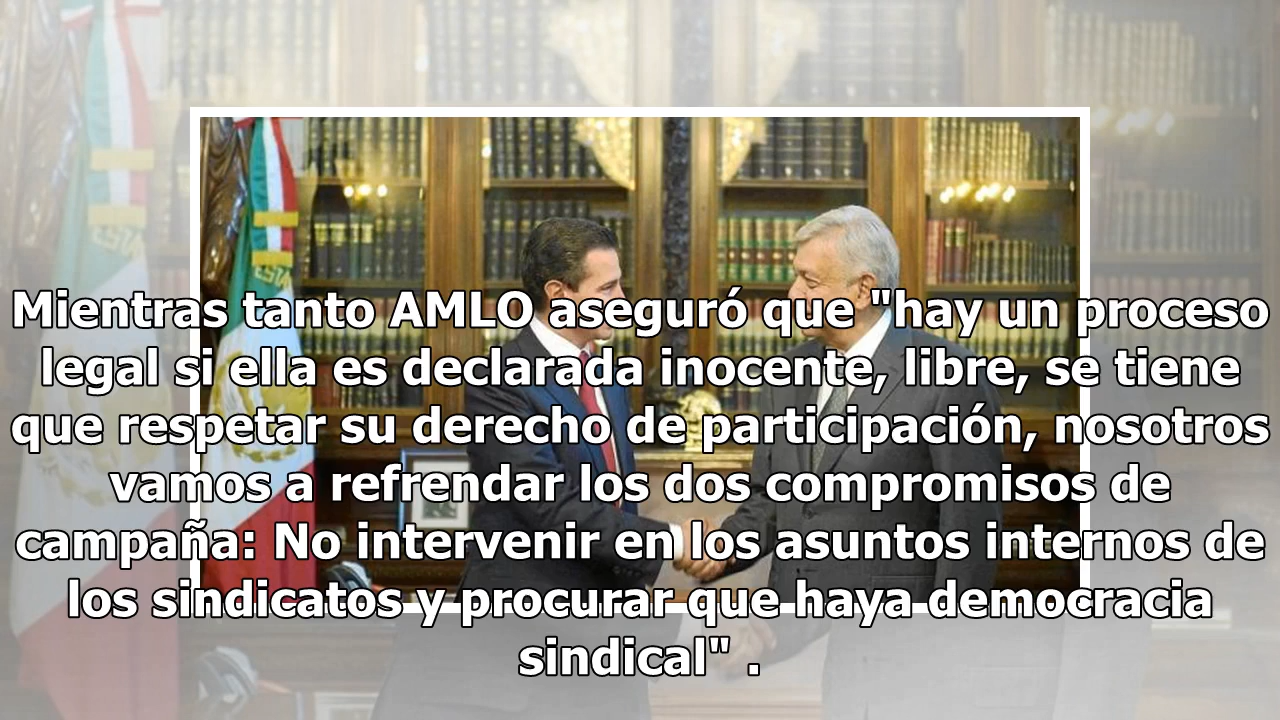 Mientras tanto AMLO aseguró que "hay un proceso
legal si ella es declarada inocente, libre, se tiene
que respetar su derecho de participación, nosotros
vamos a refrendar los dos compromisos de
campaña: No intervenir en los asuntos internos de
los sindicatos y procurar que haya democracia
sindical" .